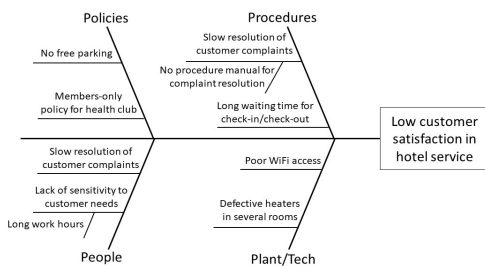 Policies
Procedures
No free parking
Members-only
policy for health club
Slow resolution of
customer complaints
No procedure manual for
complaint resolution
Long waiting time for
check-in/check-out
Low customer
satisfaction in
hotel service
Slow resolution of
customer complaints
Lack of sensitivity to
customer needs
Long work hours
Poor WiFi access
Defective heaters
in several rooms
People
Plant/Tech